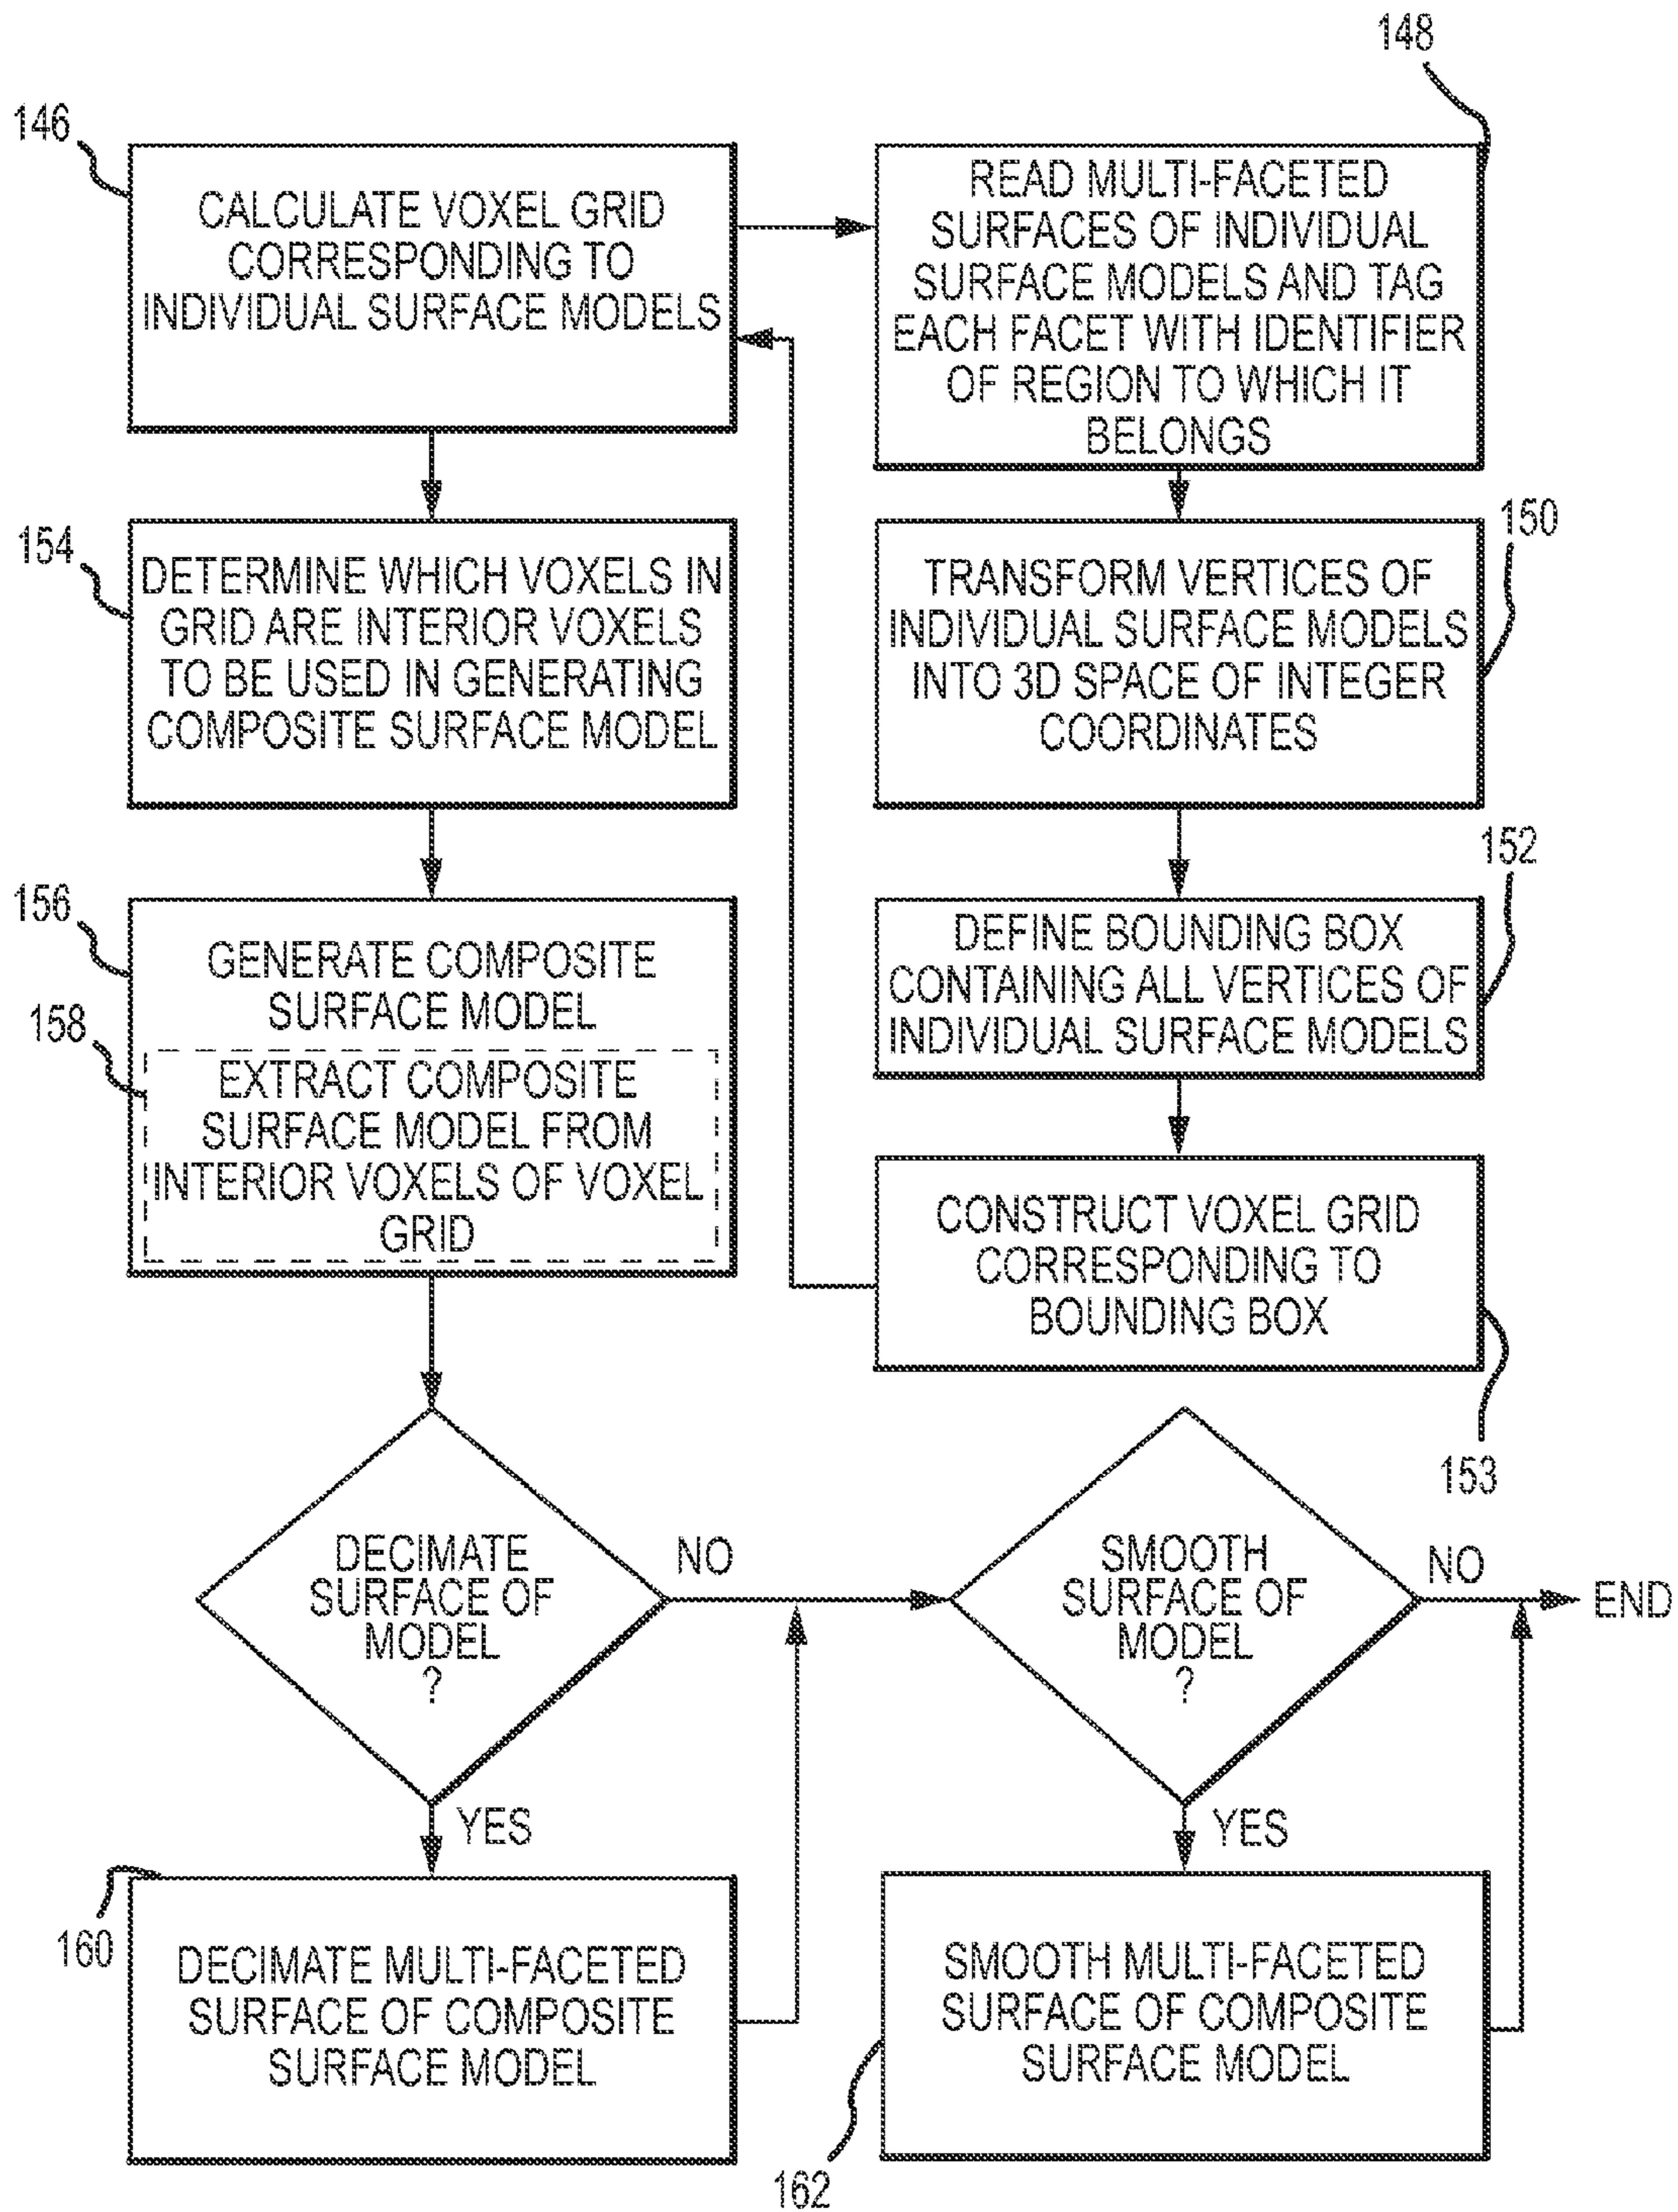 148
146
CALCULATE VOXEL GRID
CORRESPONDING TO
INDIVIDUAL SURFACE MODELS
READ MULTI-FACETED
SURFACES OF INDIVIDUAL
SURFACE MODELS AND TAG
EACH FACET WITH IDENTIFIER
OF REGION TO WHICH IT
BELONGS
154
DETERMINE WHICH VOXELS IN
GRID ARE INTERIOR VOXELS
TO BE USED IN GENERATING
COMPOSITE SURFACE MODEL
150
TRANSFORM VERTICES OF
INDIVIDUAL SURFACE MODELS
INTO 3D SPACE OF INTEGER
COORDINATES
152
DEFINE BOUNDING BOX
CONTAINING ALL VERTICES OF
INDIVIDUAL SURFACE MODELS
156
GENERATE COMPOSITE
SURFACE MODEL
158
EXTRACT COMPOSITE
SURFACE MODEL FROM
INTERIOR VOXELS OF VOXEL
GRID
CONSTRUCT VOXEL GRID
CORRESPONDING TO
BOUNDING BOX
153
DECIMATE
SURFACE OF
MODEL
?
NO
YES
SMOOTH
SURFACE OF
MODEL
?
NO
END
YES
160
DECIMATE MULTI-FACETED
SURFACE OF COMPOSITE
SURFACE MODEL
SMOOTH MULTI-FACETED
SURFACE OF COMPOSITE
SURFACE MODEL
162